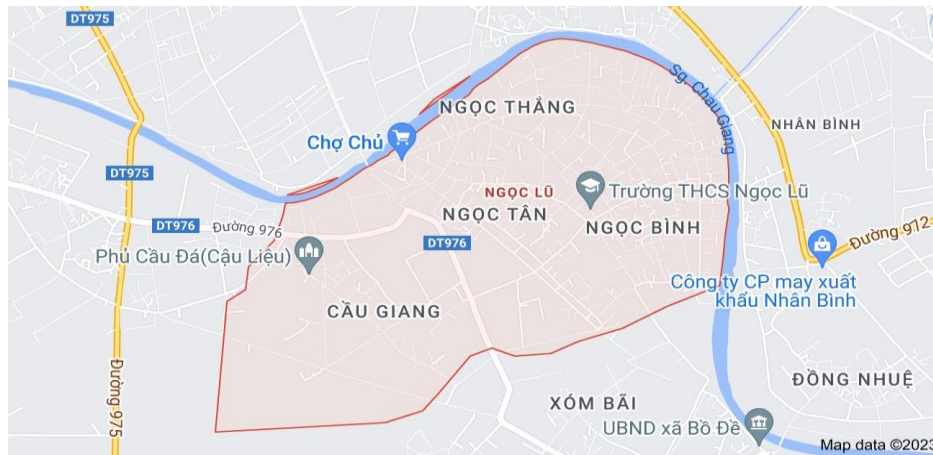 DT975
NGỌC THẮNG
Sg. Chau Giang
NHÂN BÌNH
Chợ Chủ
DT975
NGỌC LŨ
Trường THCS Ngọc Lũ
NGỌC TÂN
DT976
Đường 976
DT976
NGỌC BÌNH
Đường 972
Phủ Cầu Đá(Cậu Liệu)
Công ty CP may xuất
khẩu Nhân Bình
CẦU GIANG
Đường 975
ĐỒNG NHUỆ
XÓM BÃI
UBND xã Bồ Đề
Map data ©2023